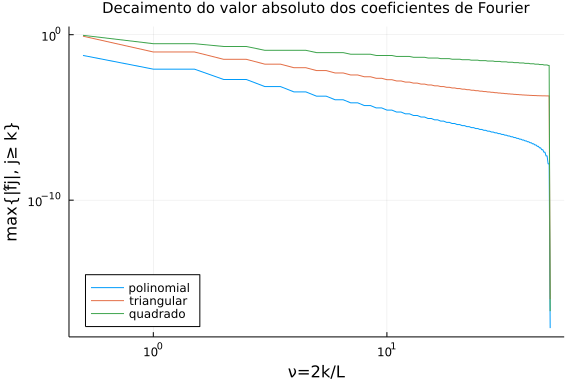 Decaimento do valor absoluto dos coeficientes de Fourier
max{|f̂j|, j≥ k}
10⁰
10⁻¹⁰
polinomial
triangular
quadrado
10⁰
10¹
ν=2k/L